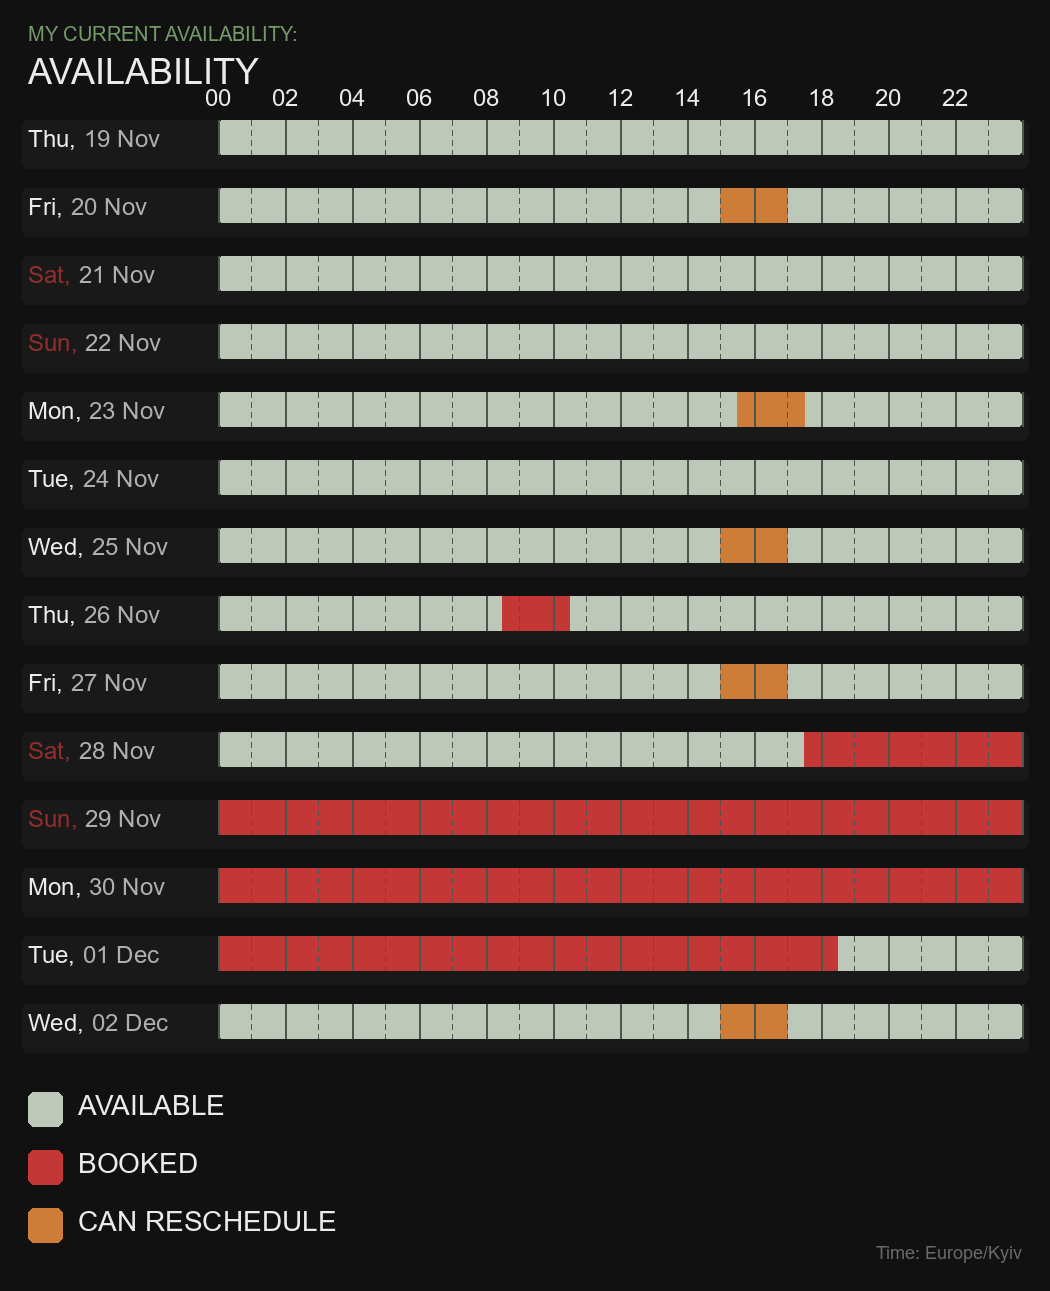 MY CURRENT AVAILABILITY:
AVAILABILITY
00 02 04 06 08 10 12 14 16 18 20 22
Thu, 19 Nov
Fri, 20 Nov
Sat, 21 Nov
Sun, 22 Nov
Mon, 23 Nov
Tue, 24 Nov
Wed, 25 Nov
Thu, 26 Nov
Fri, 27 Nov
Sat, 28 Nov
Sun, 29 Nov
Mon, 30 Nov
Tue, 01 Dec
Wed, 02 Dec
AVAILABLE
BOOKED
CAN RESCHEDULE
Time: Europe/Kyiv